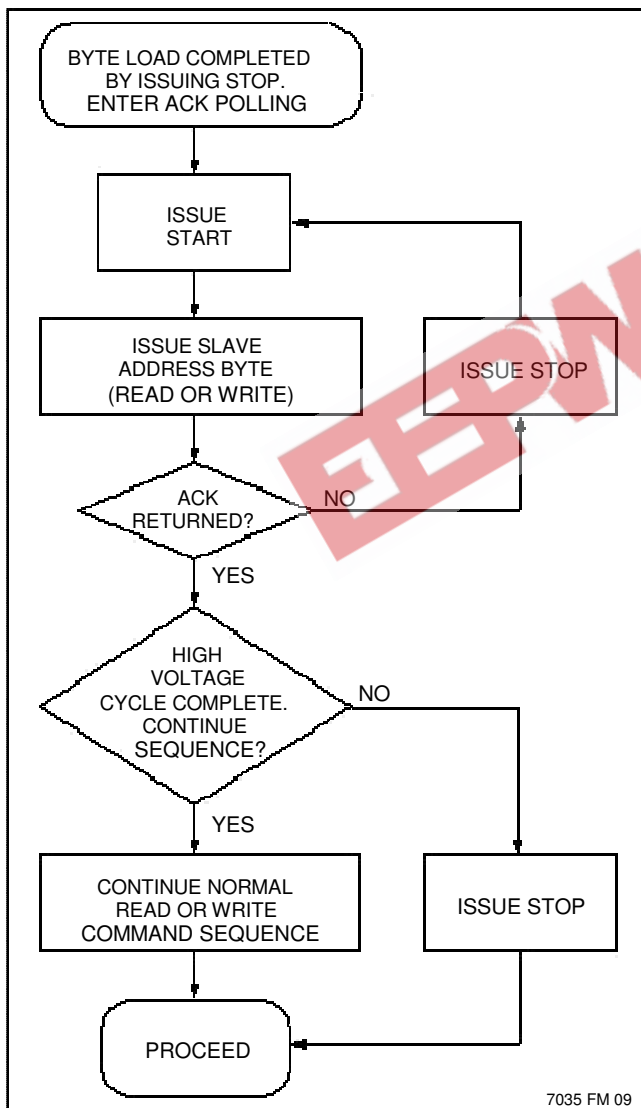 BYTE LOAD COMPLETED
BY ISSUING STOP.
ENTER ACK POLLING
ISSUE
START
ISSUE SLAVE
ADDRESS BYTE
(READ OR WRITE)
ISSUE STOP
EEPW
ACK
RETURNED?
NO
YES
HIGH
VOLTAGE
CYCLE COMPLETE.
CONTINUE
SEQUENCE?
NO
YES
CONTINUE NORMAL
READ OR WRITE
COMMAND SEQUENCE
ISSUE STOP
PROCEED
7035 FM 09